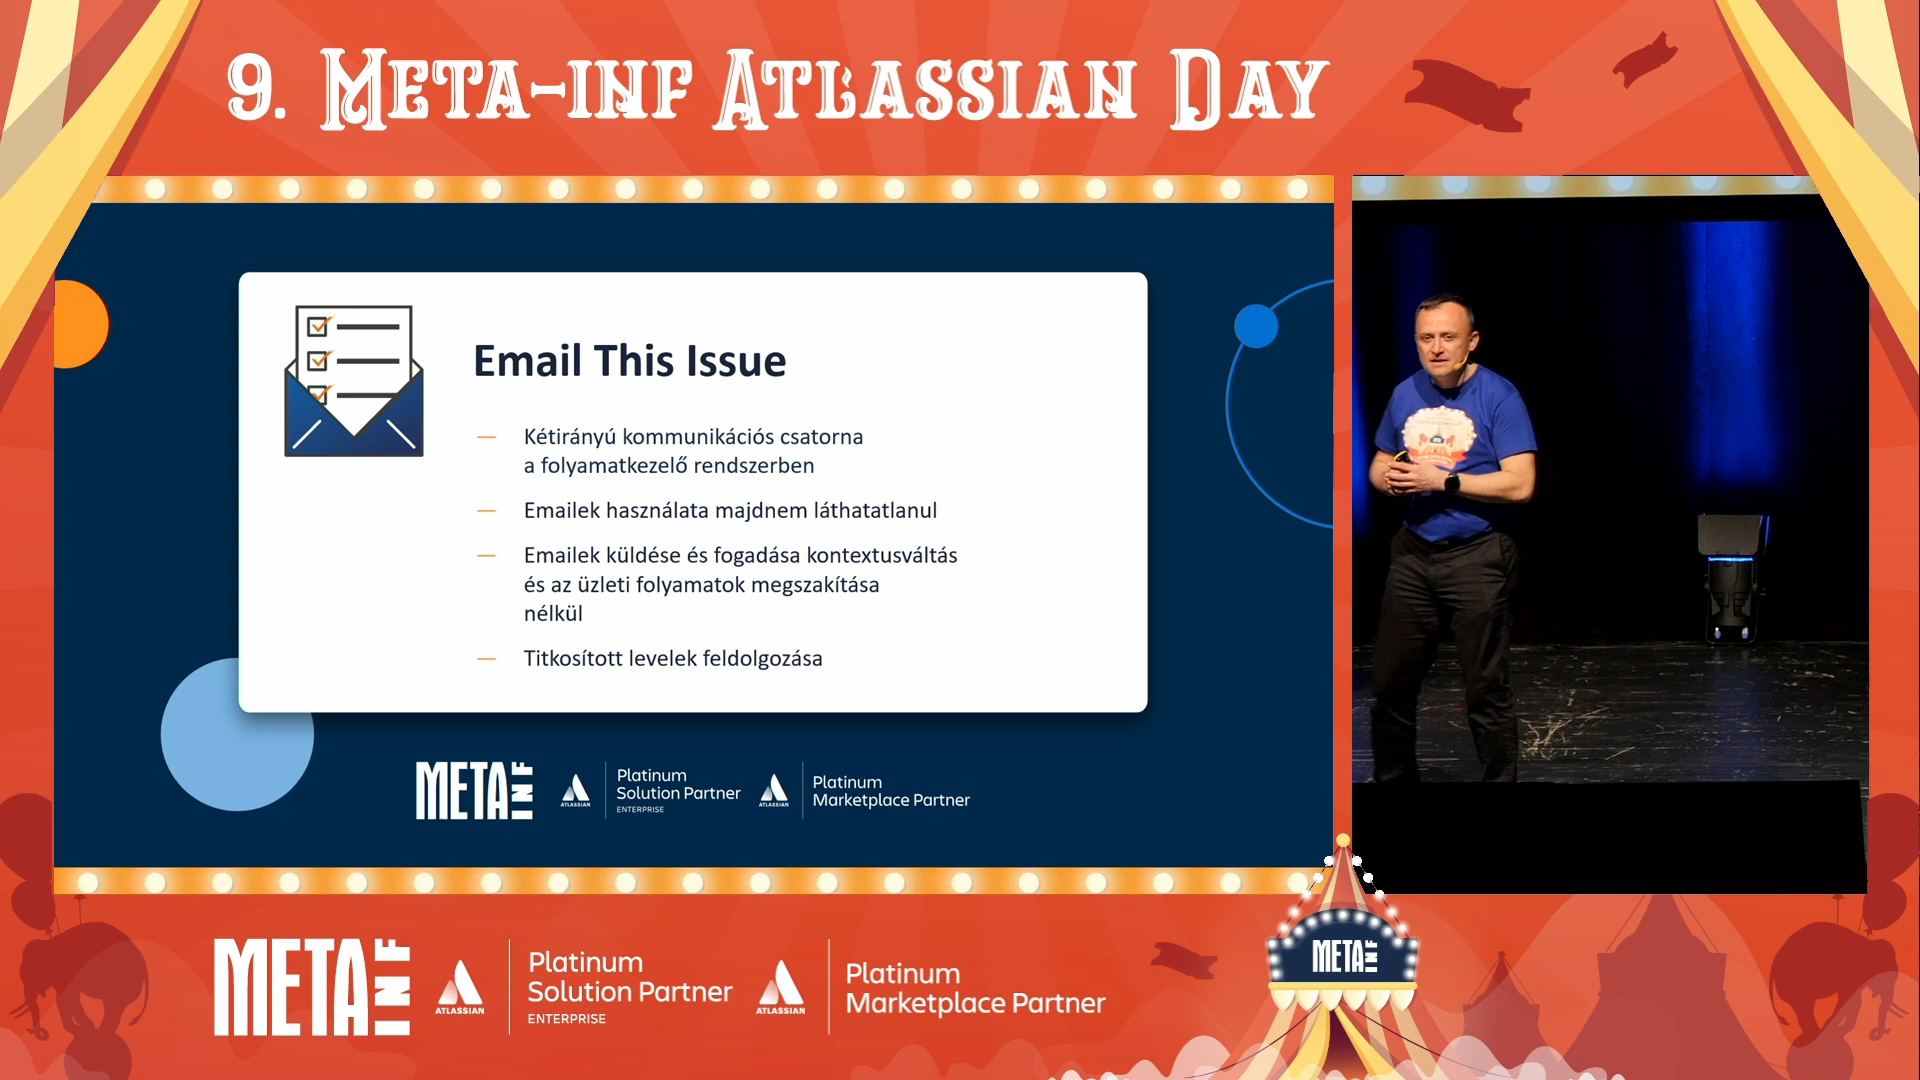 9. META-INF ATLASSIAN DAY
Email This Issue
— Kétirányú kommunikációs csatorna
a folyamatkezelő rendszerben
— Emailek használata majdnem láthatatlanul
— Emailek küldése és fogadása kontextusváltás
és az üzleti folyamatok megszakítása
nélkül
— Titkosított levelek feldolgozása
META INF
ATLASSIAN
Platinum
Solution Partner
ENTERPRISE
ATLASSIAN
Platinum
Marketplace Partner
META INF
ATLASSIAN
Platinum
Solution Partner
ENTERPRISE
ATLASSIAN
Platinum
Marketplace Partner
META INF